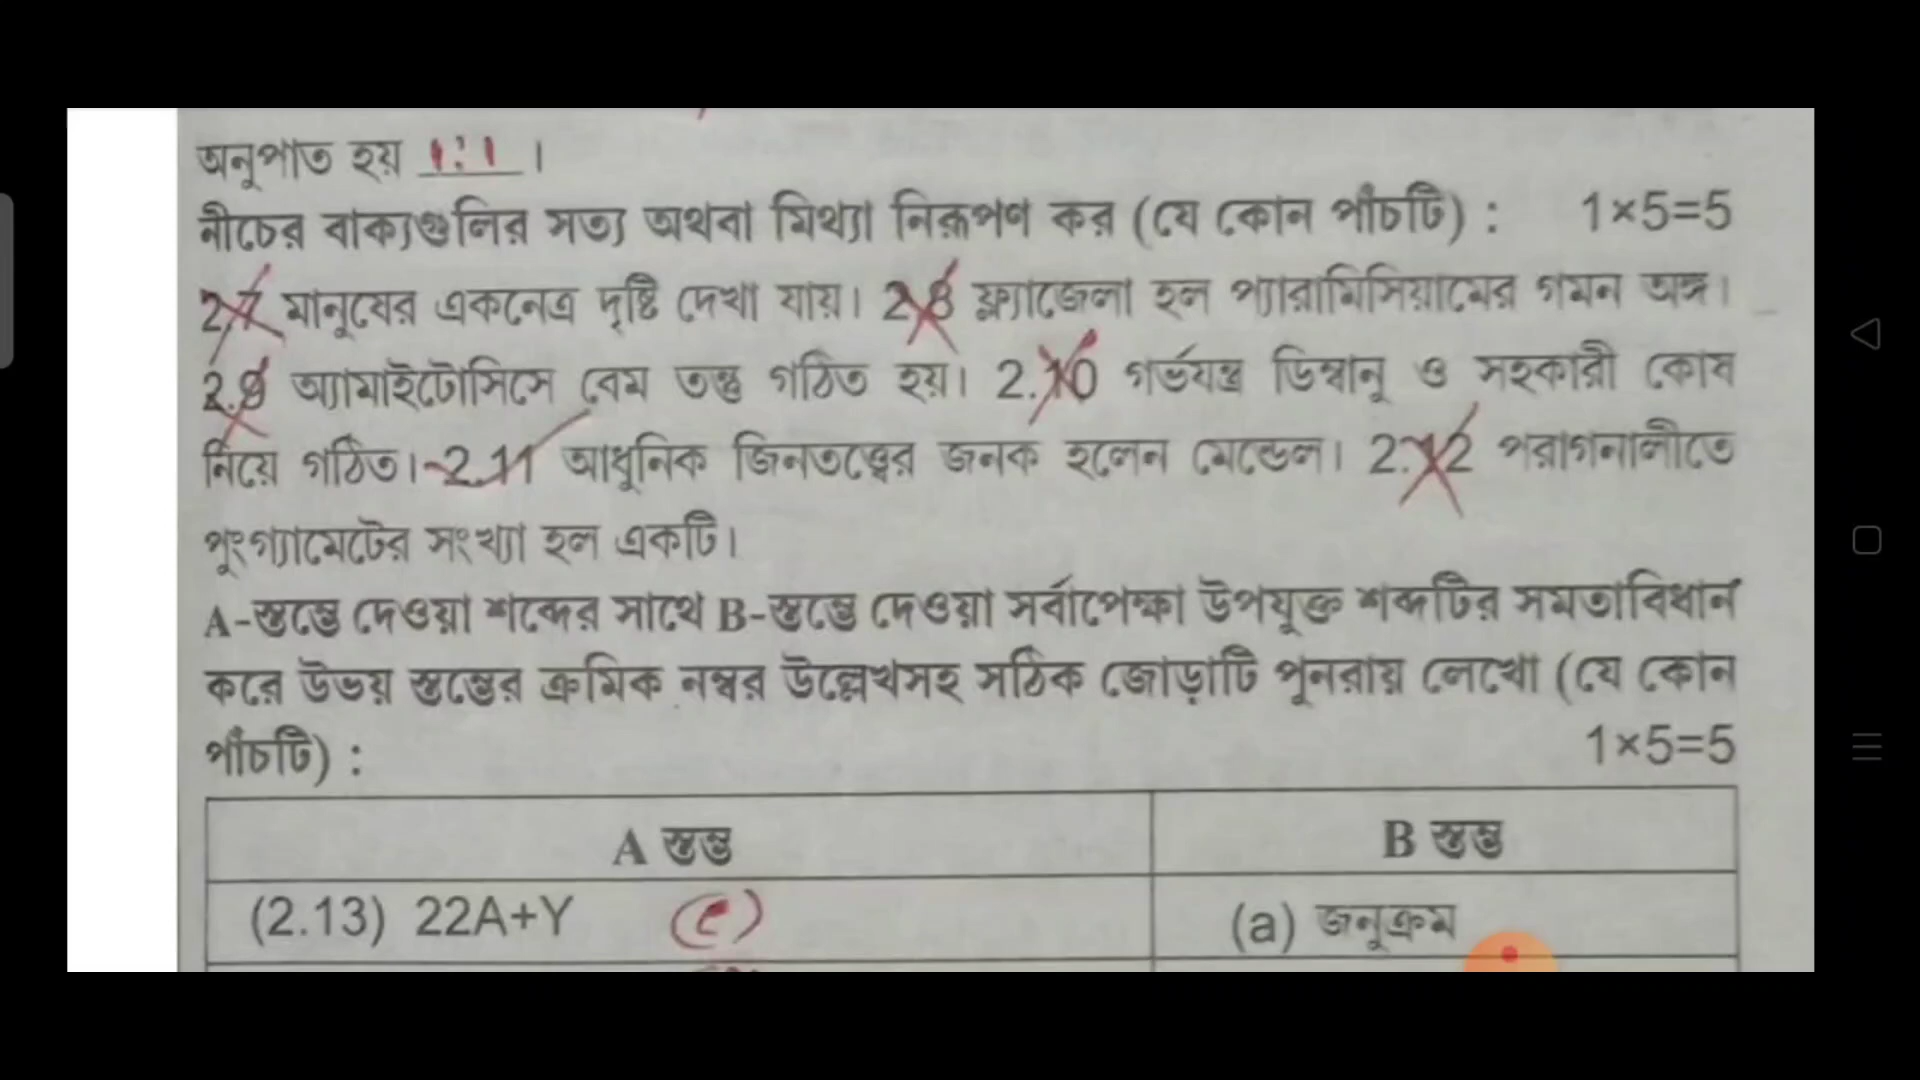 অনুপাত হয় 1:1 ।
নীচের বাক্যগুলির সত্য অথবা মিথ্যা নিরূপণ কর (যে কোন পাঁচটি) : 1×5=5
2.7 মানুষের একনেত্র দৃষ্টি দেখা যায়। 2.8 ফ্ল্যাজেলা হল প্যারামিসিয়ামের গমন অঙ্গ।
2.9 অ্যামাইটোসিসে বেম তন্তু গঠিত হয়। 2.10 গর্ভযন্ত্র ডিম্বানু ও সহকারী কোষ
নিয়ে গঠিত। 2.11 আধুনিক জিনতত্ত্বের জনক হলেন মেন্ডেল। 2.12 পরাগনালীতে
পুংগ্যামেটের সংখ্যা হল একটি।
A-স্তম্ভে দেওয়া শব্দের সাথে B-স্তম্ভে দেওয়া সর্বাপেক্ষা উপযুক্ত শব্দটির সমতাবিধান
করে উভয় স্তম্ভের ক্রমিক নম্বর উল্লেখসহ সঠিক জোড়াটি পুনরায় লেখো (যে কোন
পাঁচটি) : 1×5=5
A স্তম্ভ B স্তম্ভ
(2.13) 22A+Y (e) (a) জনুক্রম